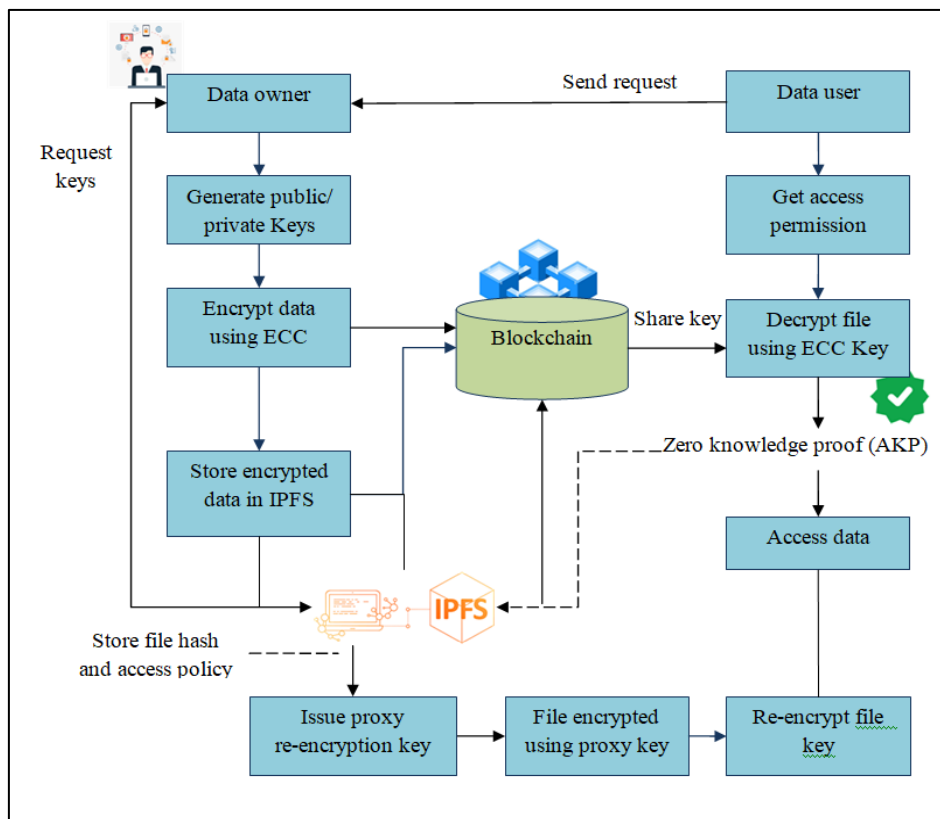 Send request
Data owner
Data user
Request
keys
Generate public/
private Keys
Get access
permission
Encrypt data
using ECC
Blockchain
Share key
Decrypt file
using ECC Key
Zero knowledge proof (AKP)
Store encrypted
data in IPFS
Access data
IPFS
Store file hash
and access policy
Issue proxy
re-encryption key
File encrypted
using proxy key
Re-encrypt file
key